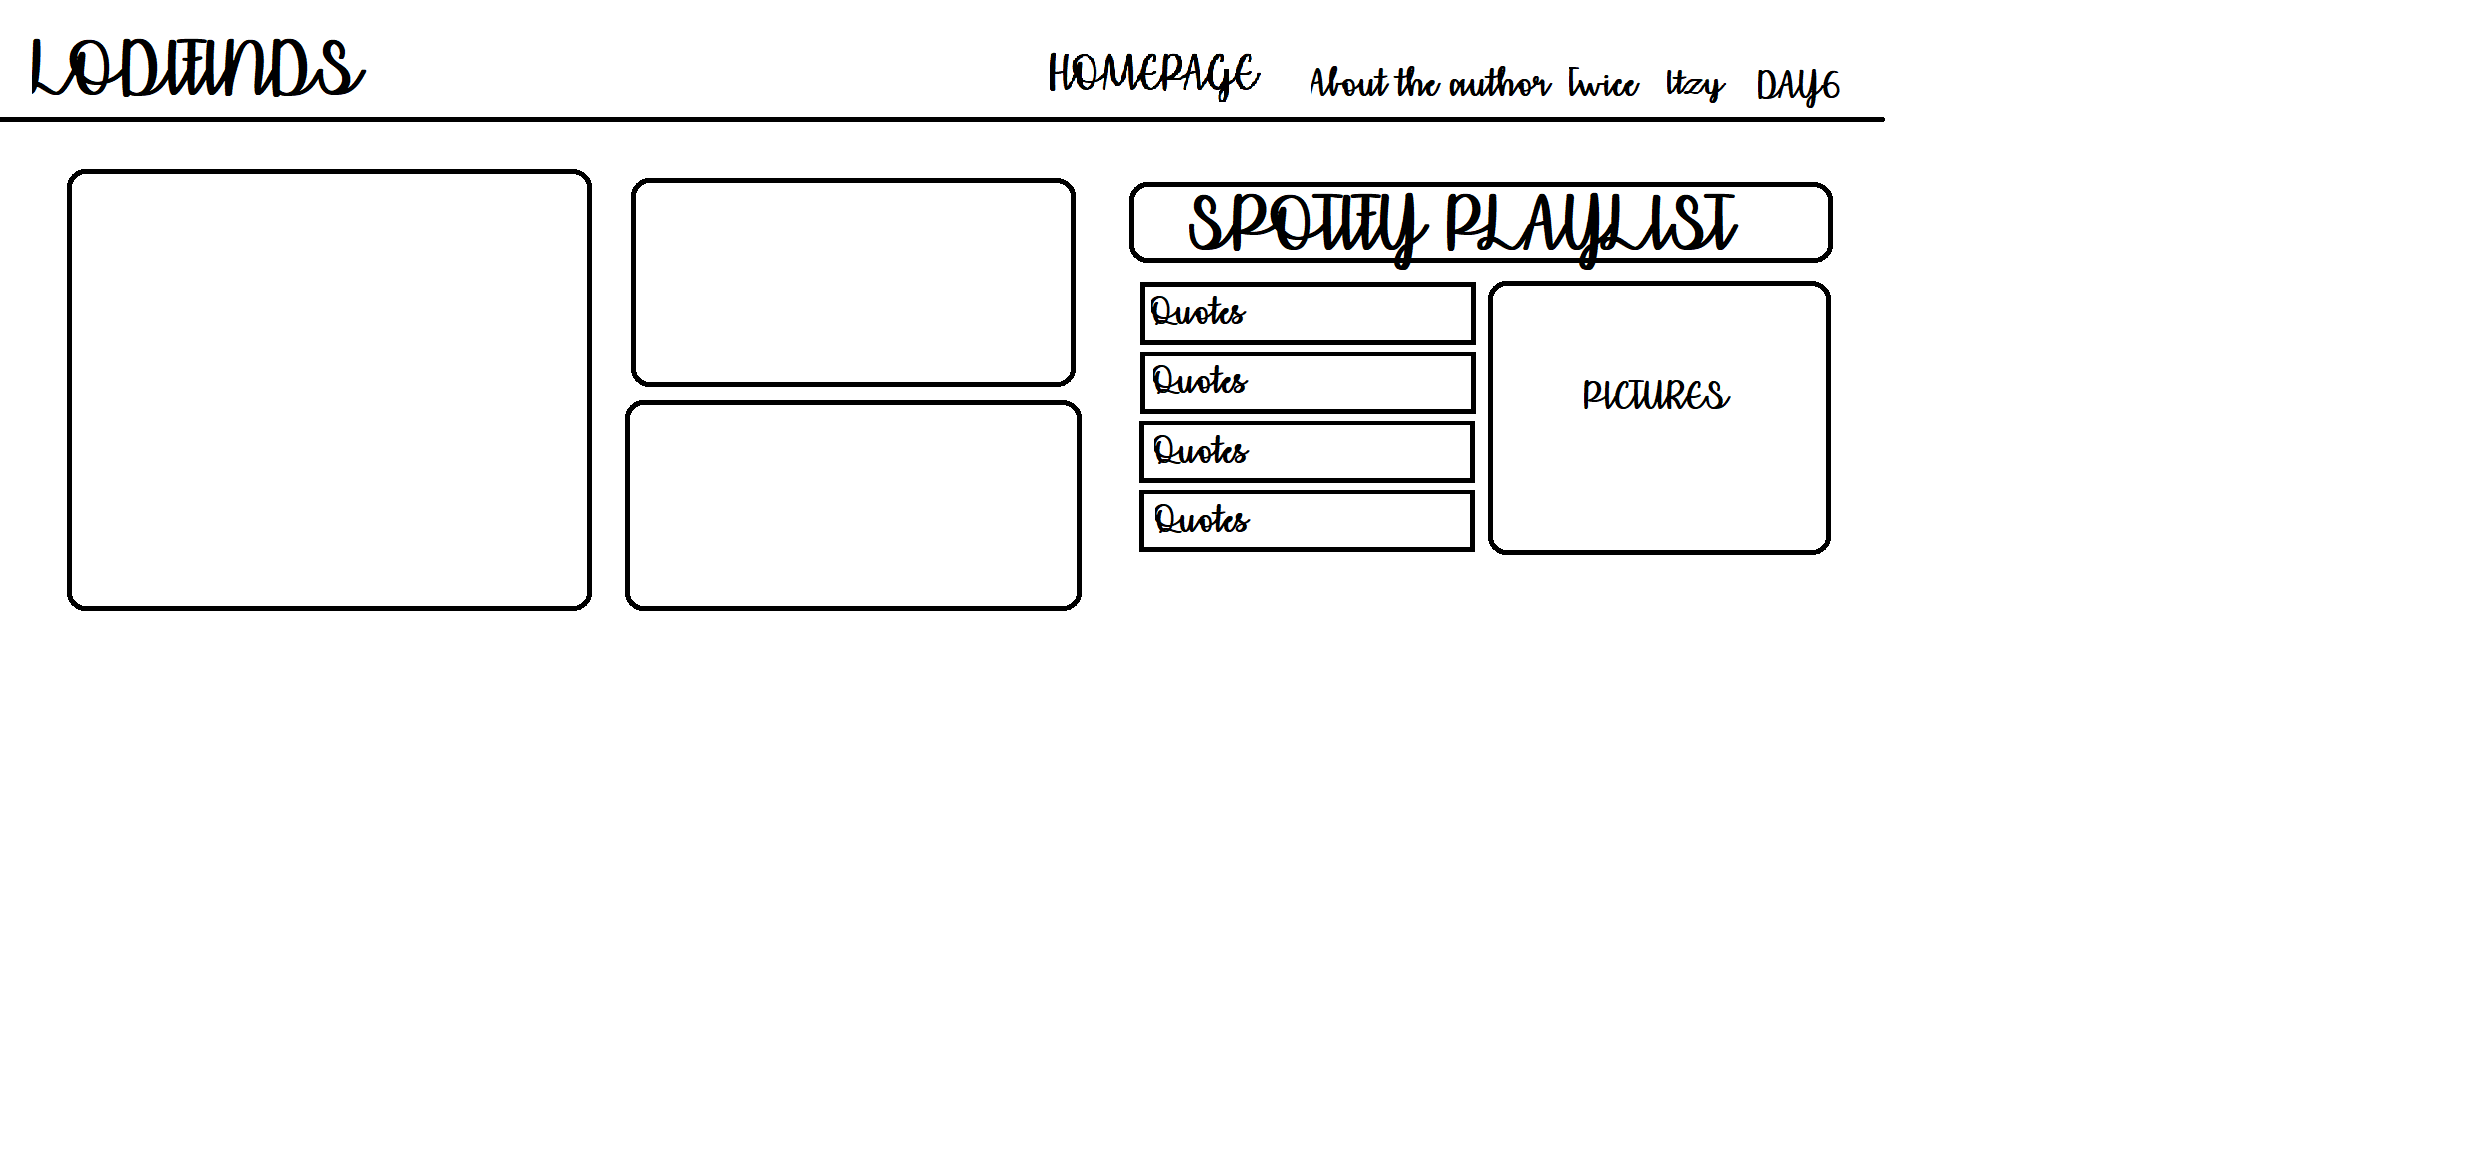 LODIFINDS
HOMEPAGE About the author Twice Itzy DAY6
SPOTIFY PLAYLIST
Quotes
Quotes
Quotes
Quotes
PICTURES